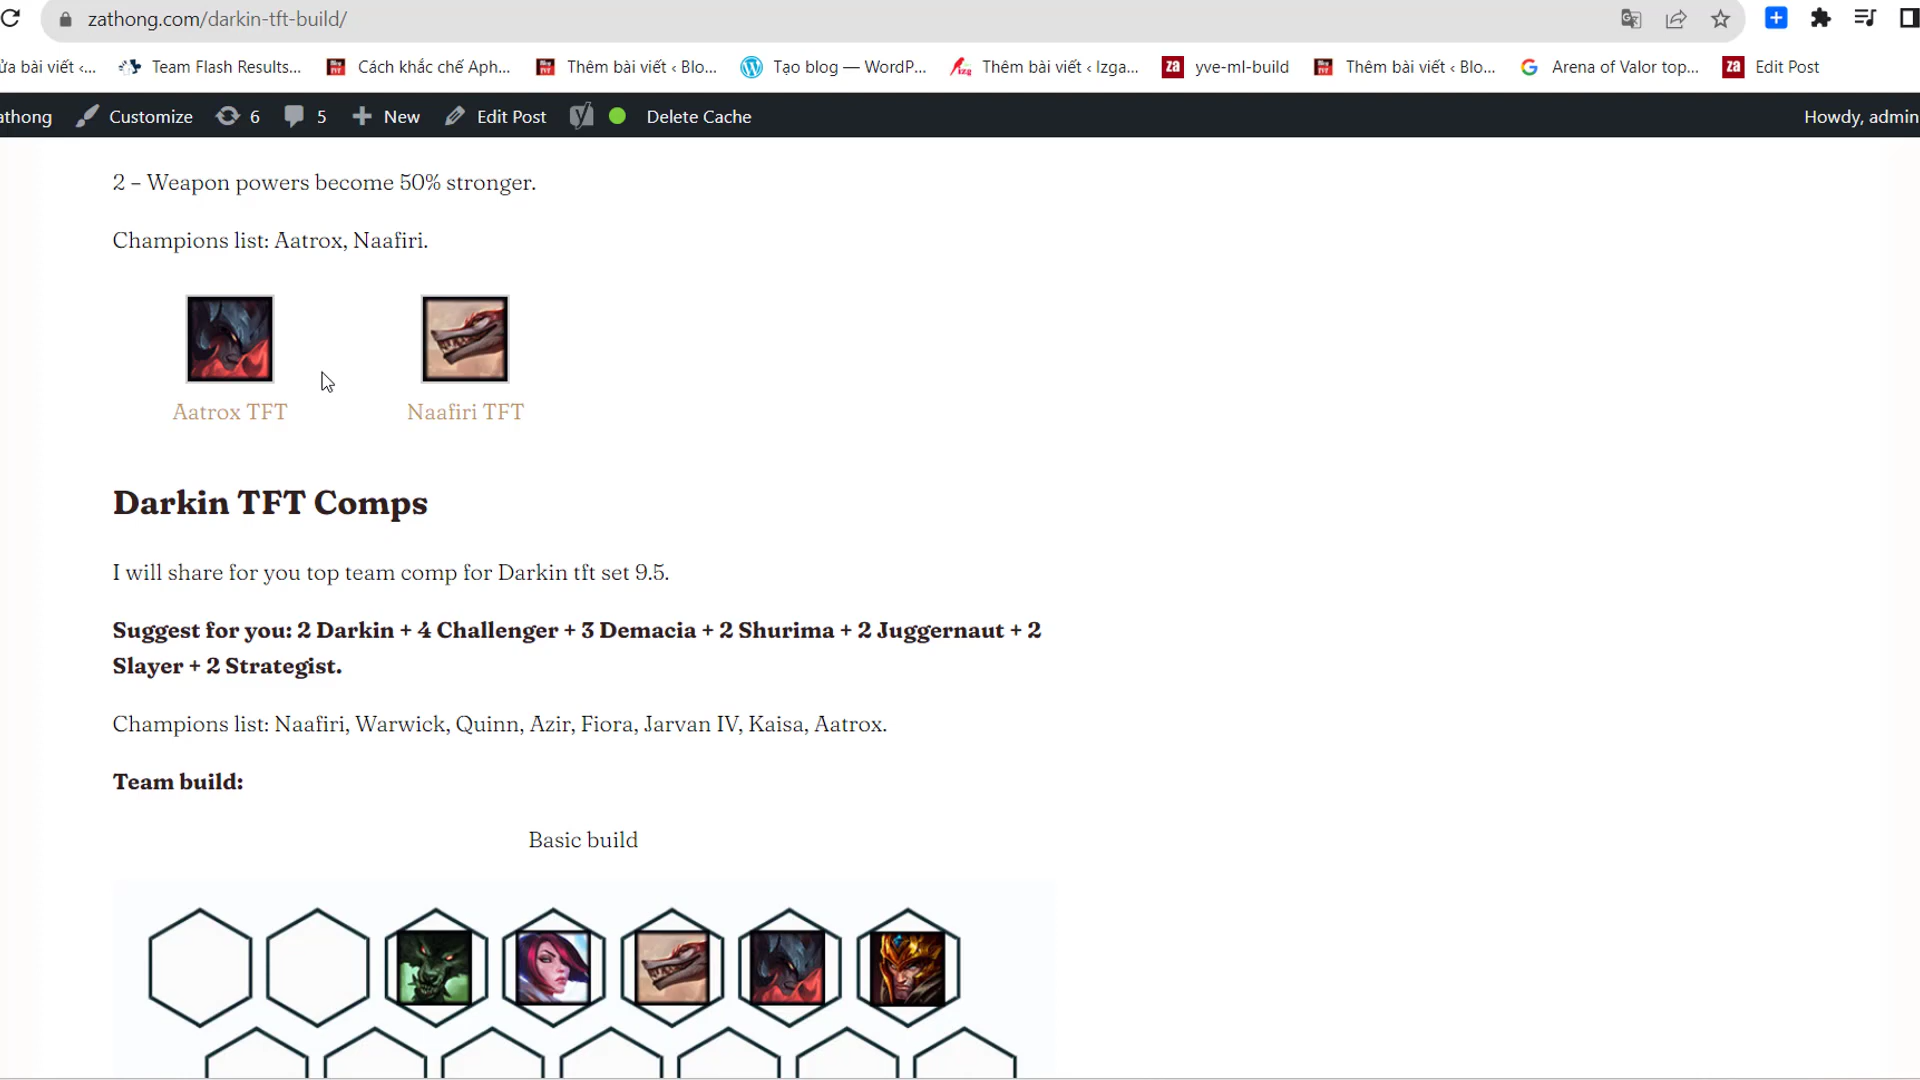 zathong.com/darkin-tft-build/
ửa bài viết ‹... Team Flash Results... Cách khắc chế Aph... Thêm bài viết ‹ Blo... Tạo blog — WordP... Thêm bài viết ‹ Izga... yve-ml-build Thêm bài viết ‹ Blo... Arena of Valor top... Edit Post
athong Customize 6 5 New Edit Post Delete Cache Howdy, admin
2 – Weapon powers become 50% stronger.
Champions list: Aatrox, Naafiri.
Aatrox TFT Naafiri TFT
Darkin TFT Comps
I will share for you top team comp for Darkin tft set 9.5.
Suggest for you: 2 Darkin + 4 Challenger + 3 Demacia + 2 Shurima + 2 Juggernaut + 2
Slayer + 2 Strategist.
Champions list: Naafiri, Warwick, Quinn, Azir, Fiora, Jarvan IV, Kaisa, Aatrox.
Team build:
Basic build